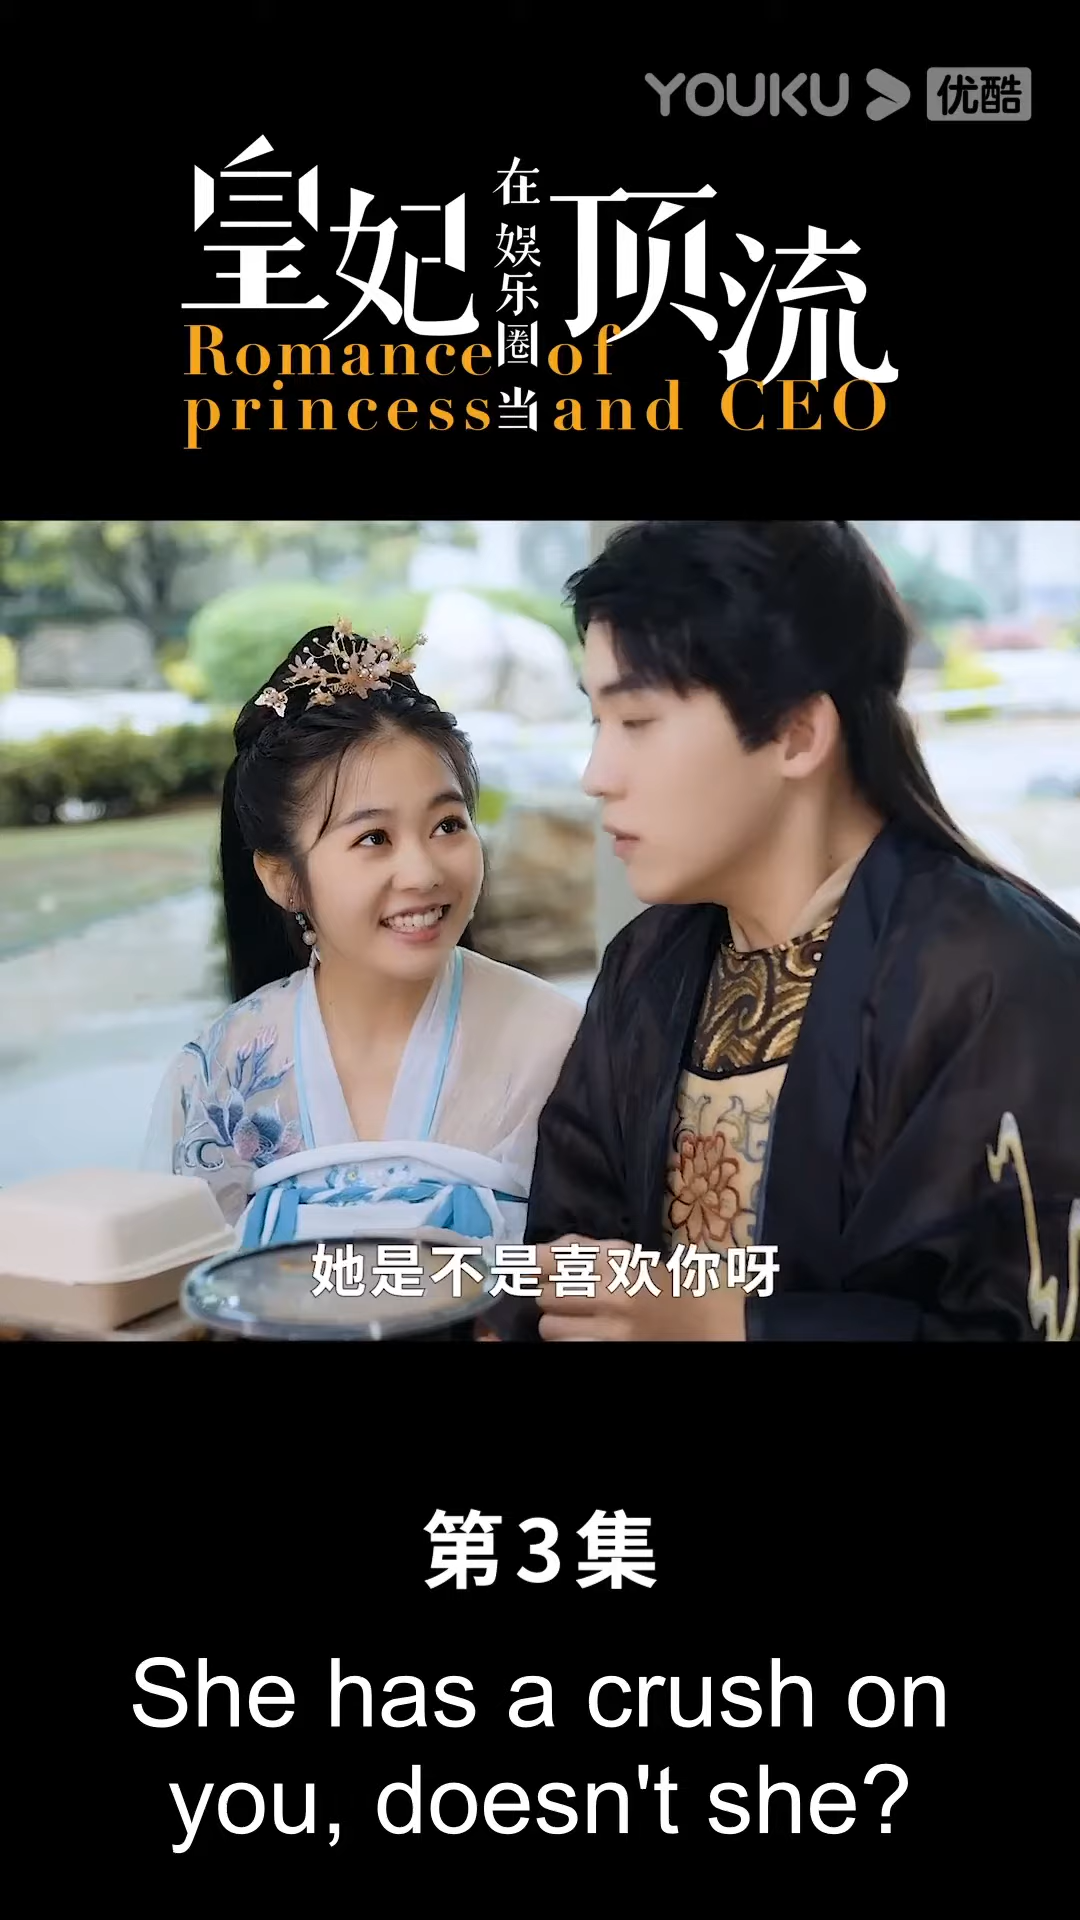 YOUKU 优酷
皇妃在娱乐圈当顶流
Romance of
princess and CEO
她是不是喜欢你呀
第3集
She has a crush on
you, doesn't she?